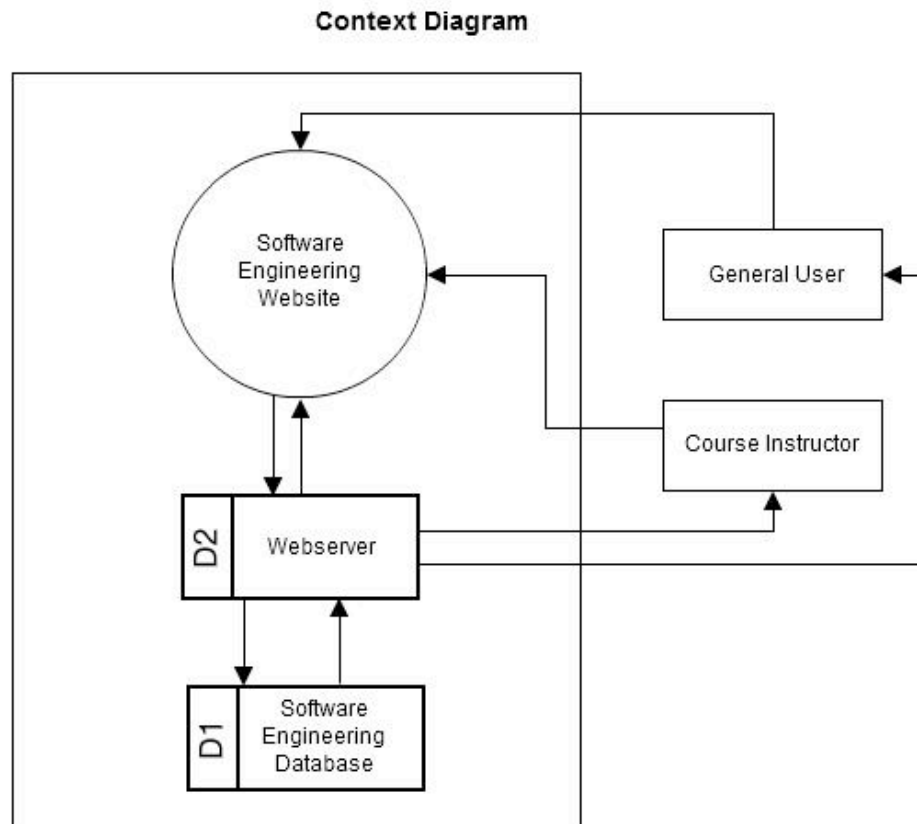 Context Diagram
Software
Engineering
Website
General User
Course Instructor
D2
Webserver
D1
Software
Engineering
Database